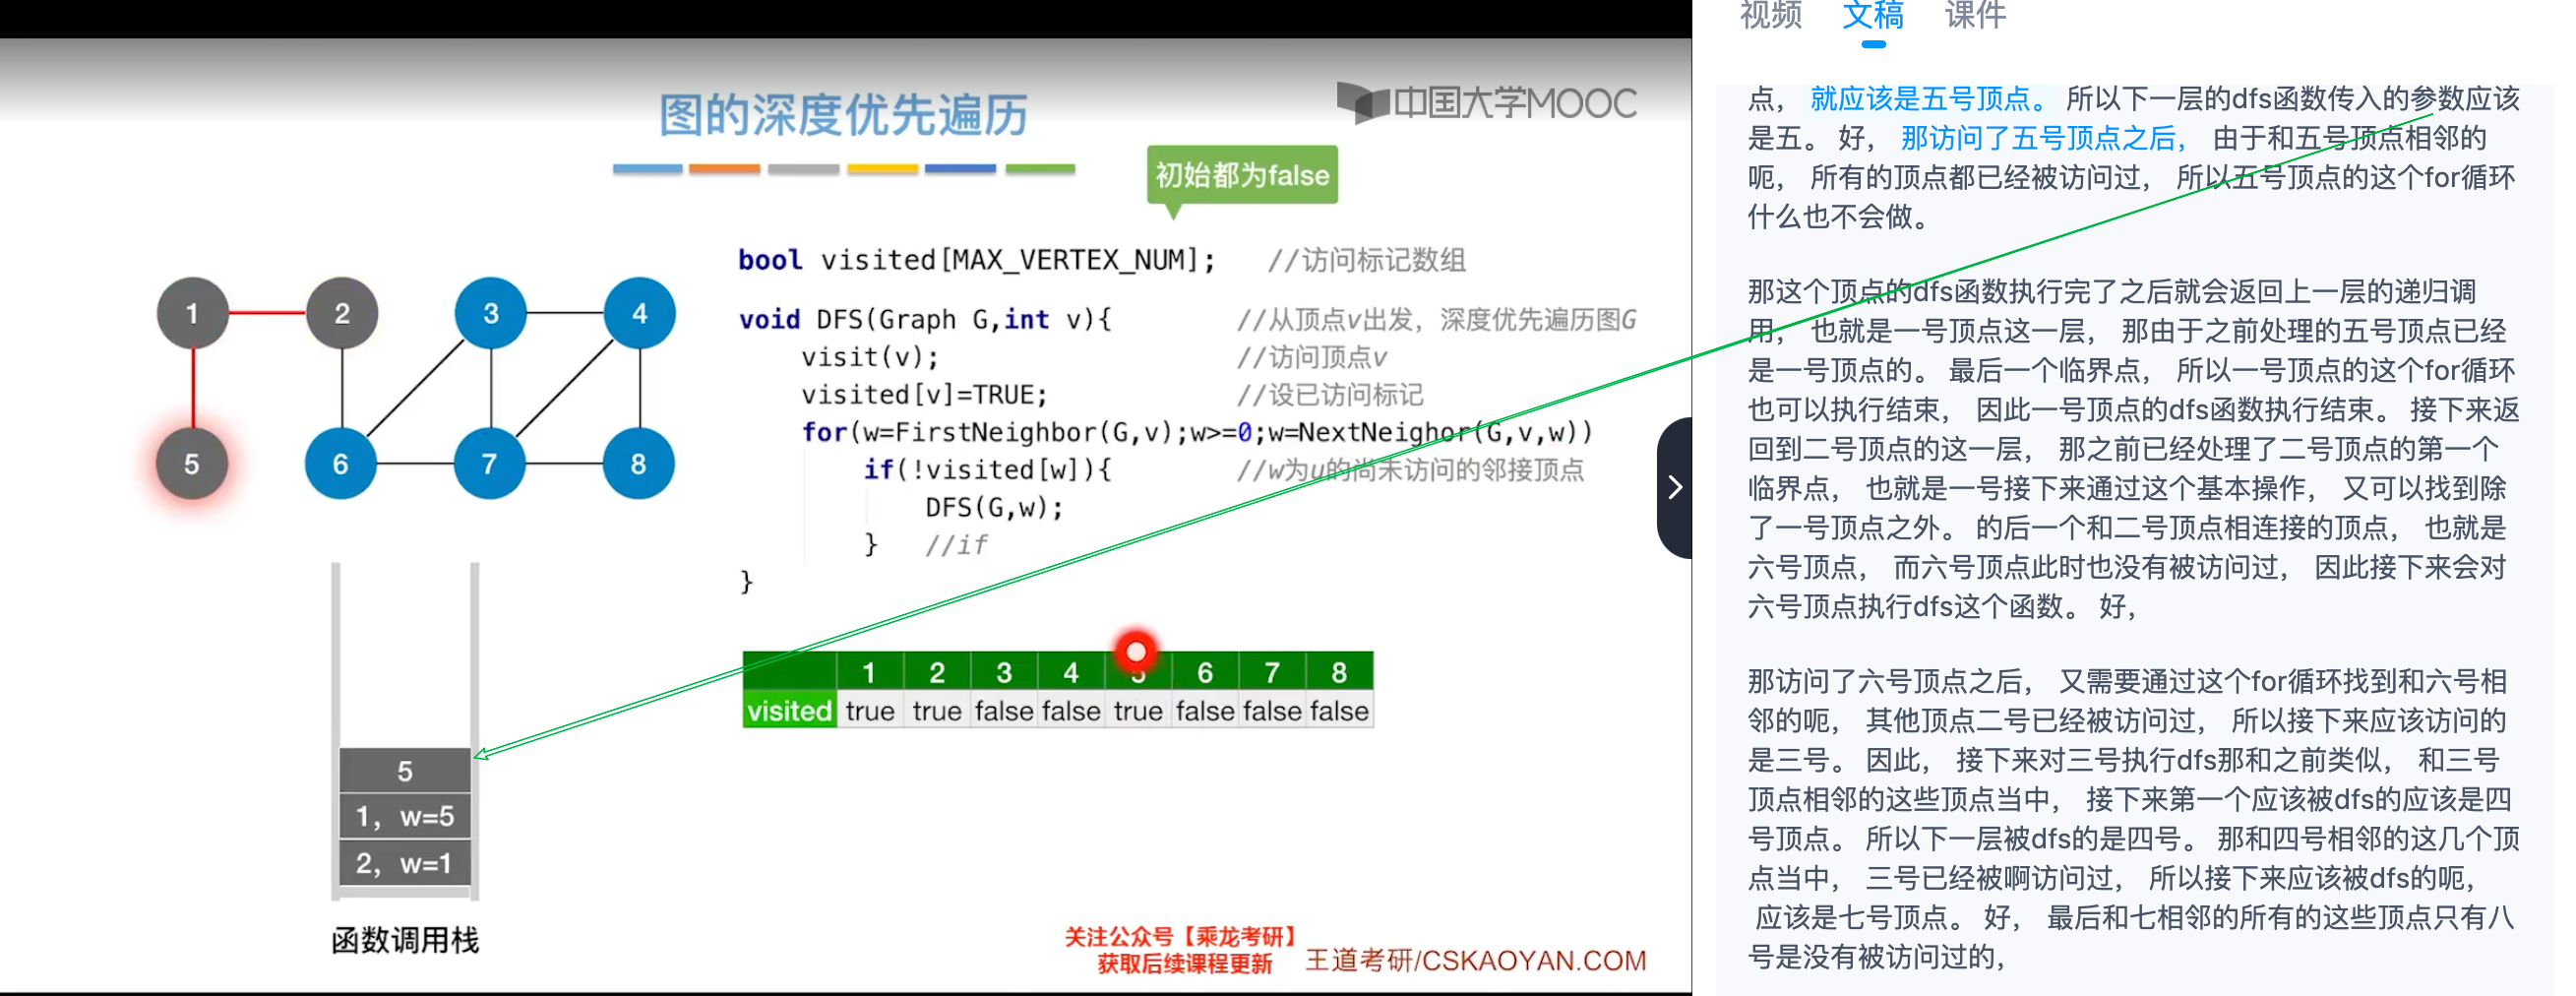 视频 文稿 课件
图的深度优先遍历
中国大学MOOC
初始都为false
bool visited[MAX_VERTEX_NUM]; //访问标记数组
void DFS(Graph G,int v){ //从顶点v出发，深度优先遍历图G
visit(v); //访问顶点v
visited[v]=TRUE; //设已访问标记
for(w=FirstNeighbor(G,v);w>=0;w=NextNeighor(G,v,w))
if(!visited[w]){ //w为u的尚未访问的邻接顶点
DFS(G,w);
} //if
}
1 2 3 4
5 6 7 8
5
1，w=5
2，w=1
函数调用栈
1 2 3 4 5 6 7 8
visited true true false false true false false false
关注公众号【乘龙考研】
获取后续课程更新
王道考研/CSKAOYAN.COM
点， 就应该是五号顶点。 所以下一层的dfs函数传入的参数应该
是五。 好， 那访问了五号顶点之后， 由于和五号顶点相邻的
呃， 所有的顶点都已经被访问过， 所以五号顶点的这个for循环
什么也不会做。
那这个顶点的dfs函数执行完了之后就会返回上一层的递归调
用， 也就是一号顶点这一层， 那由于之前处理的五号顶点已经
是一号顶点的。 最后一个临界点， 所以一号顶点的这个for循环
也可以执行结束， 因此一号顶点的dfs函数执行结束。 接下来返
回到二号顶点的这一层， 那之前已经处理了二号顶点的第一个
临界点， 也就是一号接下来通过这个基本操作， 又可以找到除
了一号顶点之外。 的后一个和二号顶点相连接的顶点， 也就是
六号顶点， 而六号顶点此时也没有被访问过， 因此接下来会对
六号顶点执行dfs这个函数。 好，
那访问了六号顶点之后， 又需要通过这个for循环找到和六号相
邻的呃， 其他顶点二号已经被访问过， 所以接下来应该访问的
是三号。 因此， 接下来对三号执行dfs那和之前类似， 和三号
顶点相邻的这些顶点当中， 接下来第一个应该被dfs的应该是四
号顶点。 所以下一层被dfs的是四号。 那和四号相邻的这几个顶
点当中， 三号已经被啊访问过， 所以接下来应该被dfs的呃，
应该是七号顶点。 好， 最后和七相邻的所有的这些顶点只有八
号是没有被访问过的，